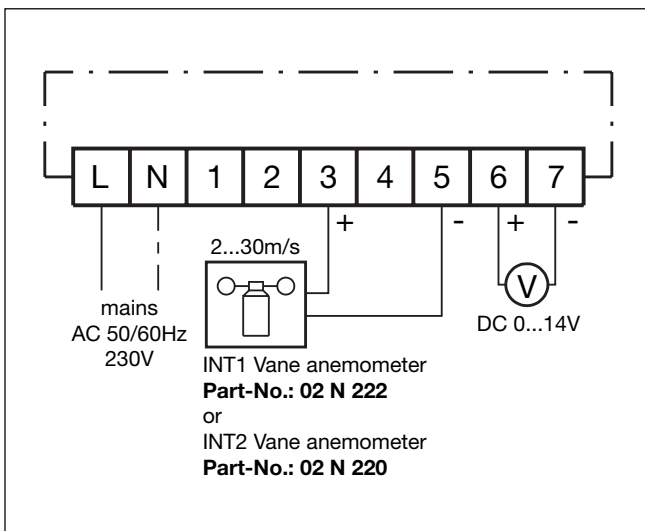 L N 1 2 3 4 5 6 7
+ - + -
2...30m/s
V
mains
AC 50/60Hz
230V
DC 0...14V
INT1 Vane anemometer
Part-No.: 02 N 222
or
INT2 Vane anemometer
Part-No.: 02 N 220